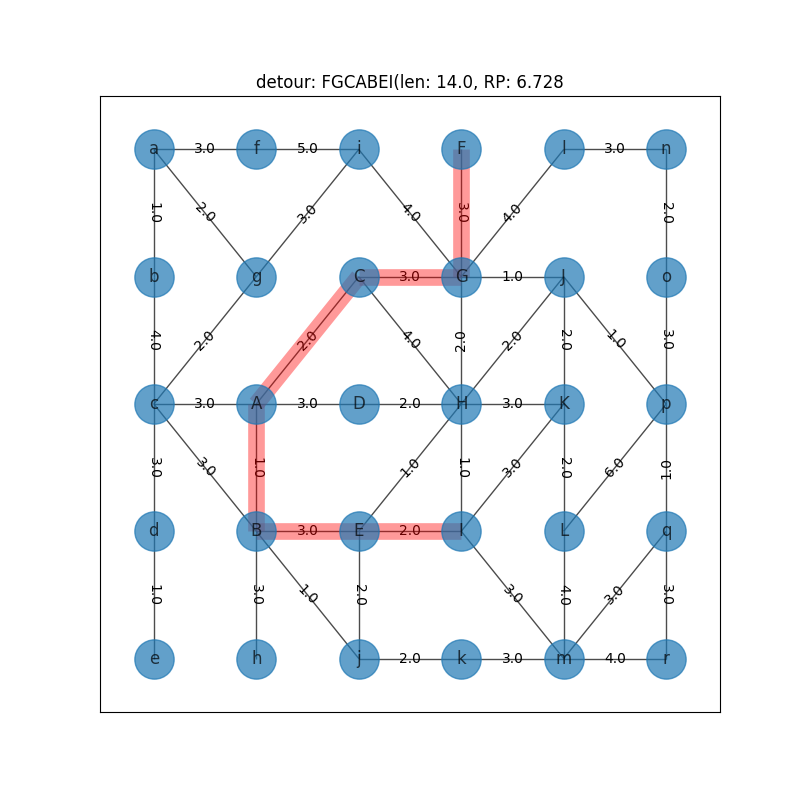 detour: FGCABEI(len: 14.0, RP: 6.728
a 3.0 f 5.0 i F l 3.0 n
1.0 2.0 3.0 4.0 3.0 4.0 2.0
b g C 3.0 G 1.0 J o
4.0 2.0 2.0 4.0 2.0 2.0 2.0 1.0 3.0
c 3.0 A 3.0 D 2.0 H 3.0 K p
3.0 3.0 1.0 1.0 1.0 3.0 2.0 6.0 1.0
d B 3.0 E 2.0 I L q
1.0 3.0 1.0 2.0 3.0 4.0 3.0 3.0
e h j 2.0 k 3.0 m 4.0 r